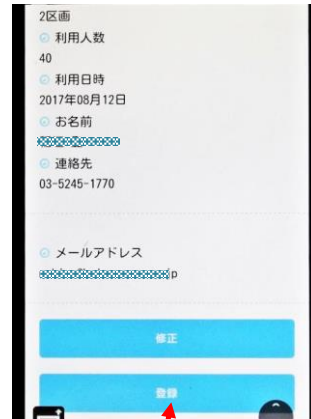 2区画
利用人数
40
利用日時
2017年08月12日
お名前
連絡先
03-5245-1770
メールアドレス
p
修正
登録